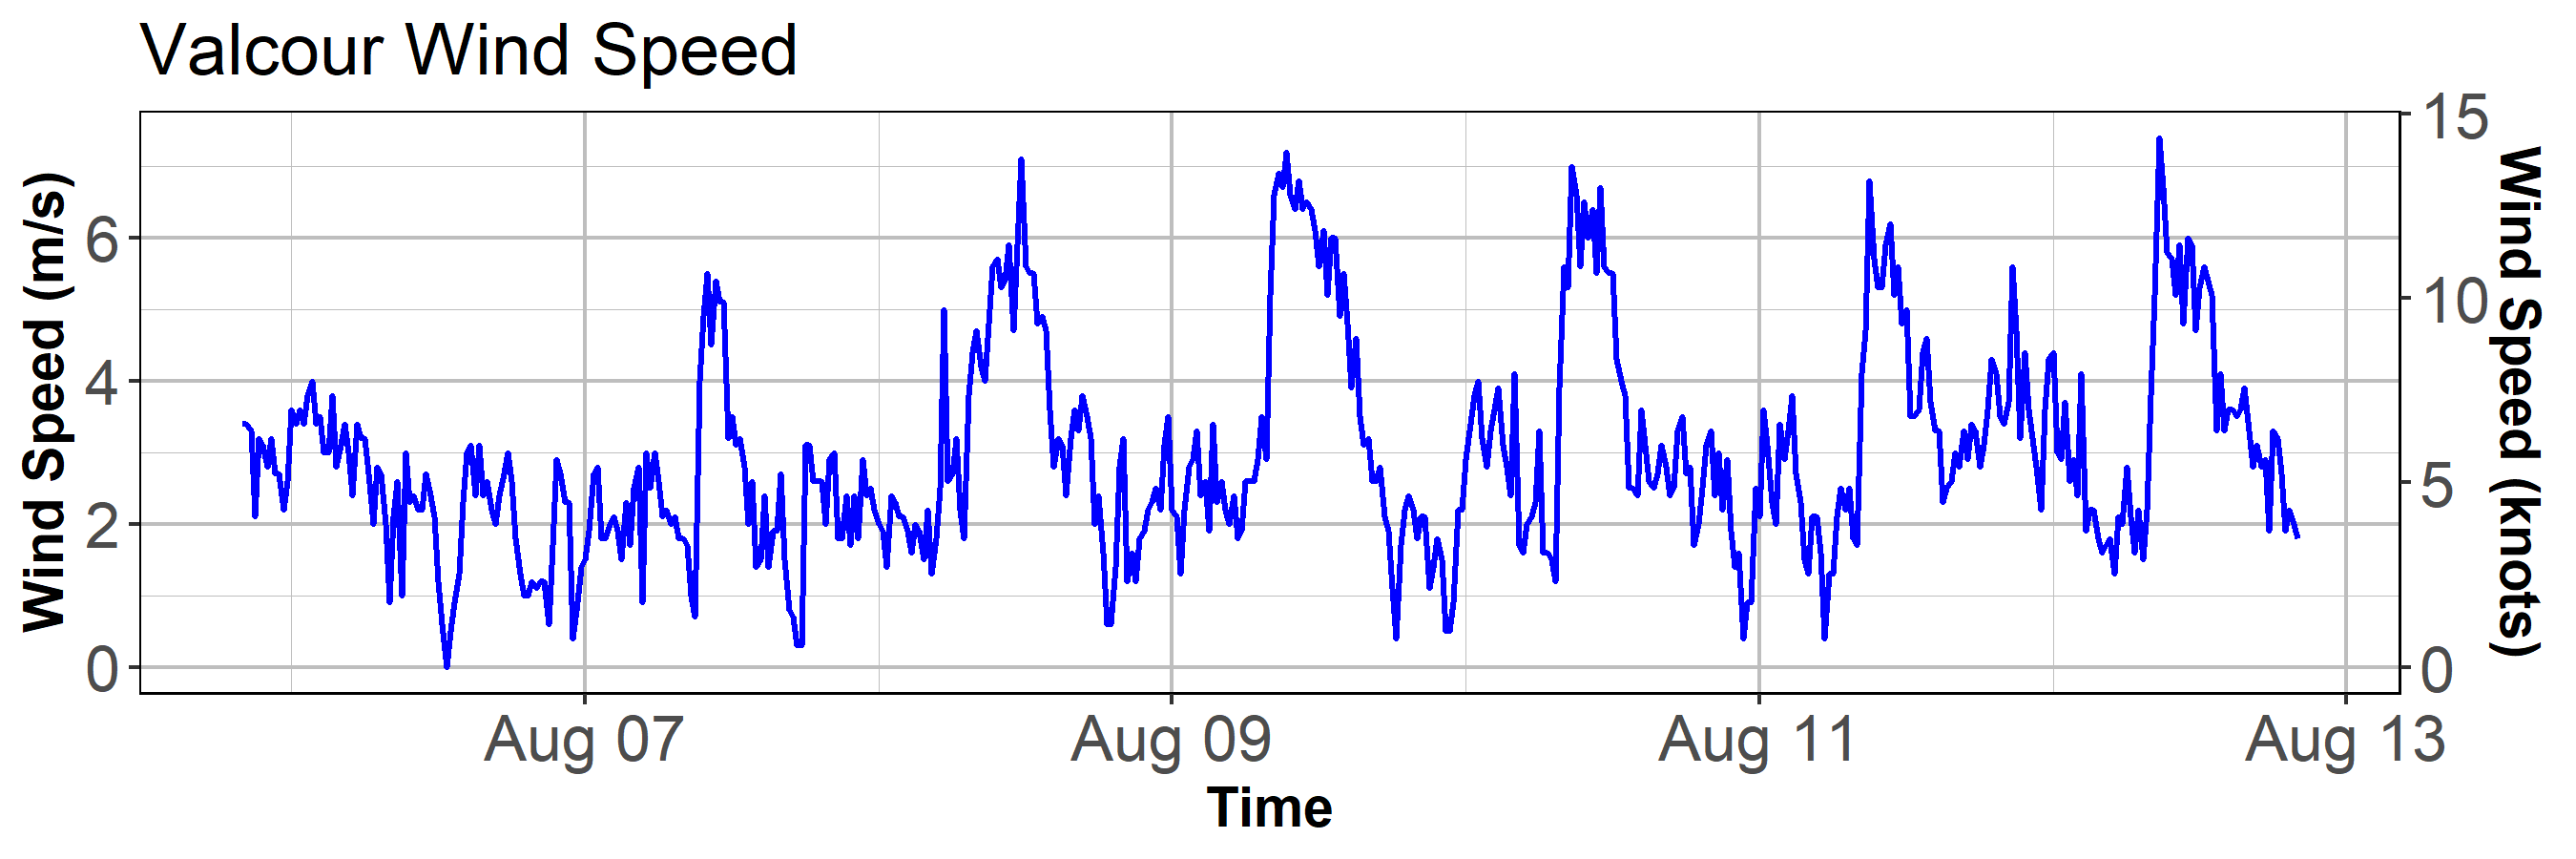 Valcour Wind Speed
Wind Speed (m/s)
6
4
2
0
15
10
5
0
Wind Speed (knots)
Aug 07
Aug 09
Aug 11
Aug 13
Time